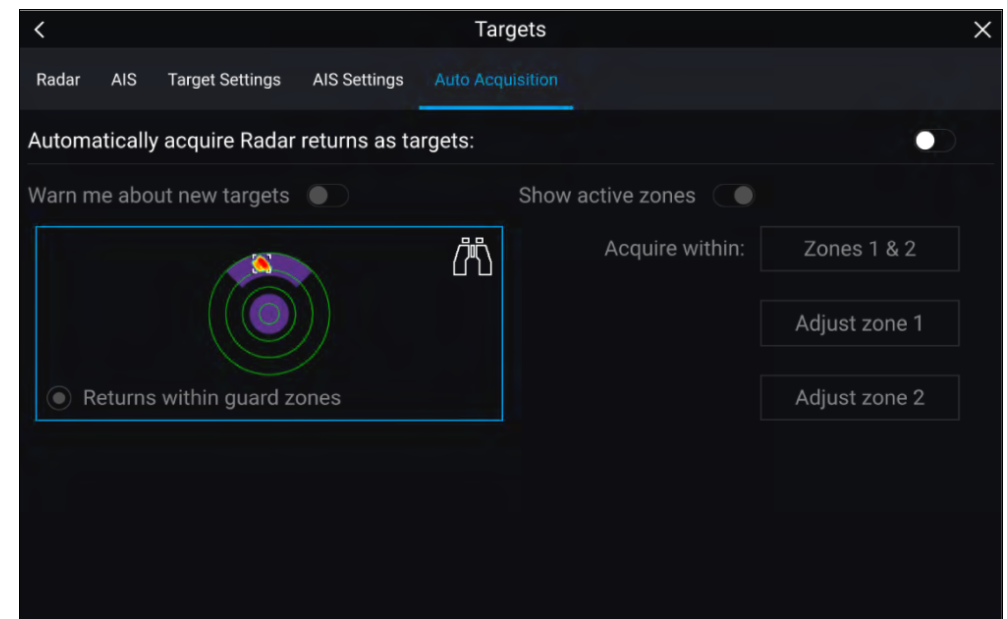 Targets
Radar AIS Target Settings AIS Settings Auto Acquisition
Automatically acquire Radar returns as targets:
Warn me about new targets Show active zones
Acquire within: Zones 1 & 2
Adjust zone 1
Returns within guard zones Adjust zone 2